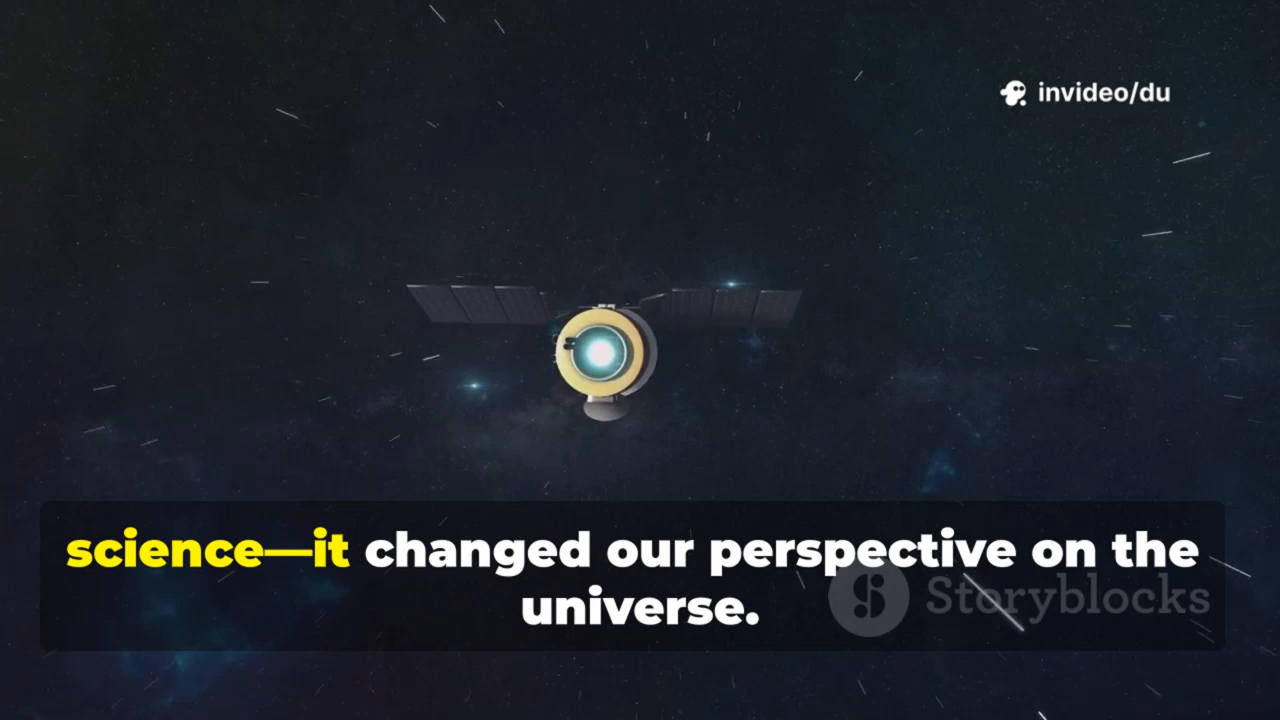 invideo/du
science—it changed our perspective on the
universe.
Storyblocks